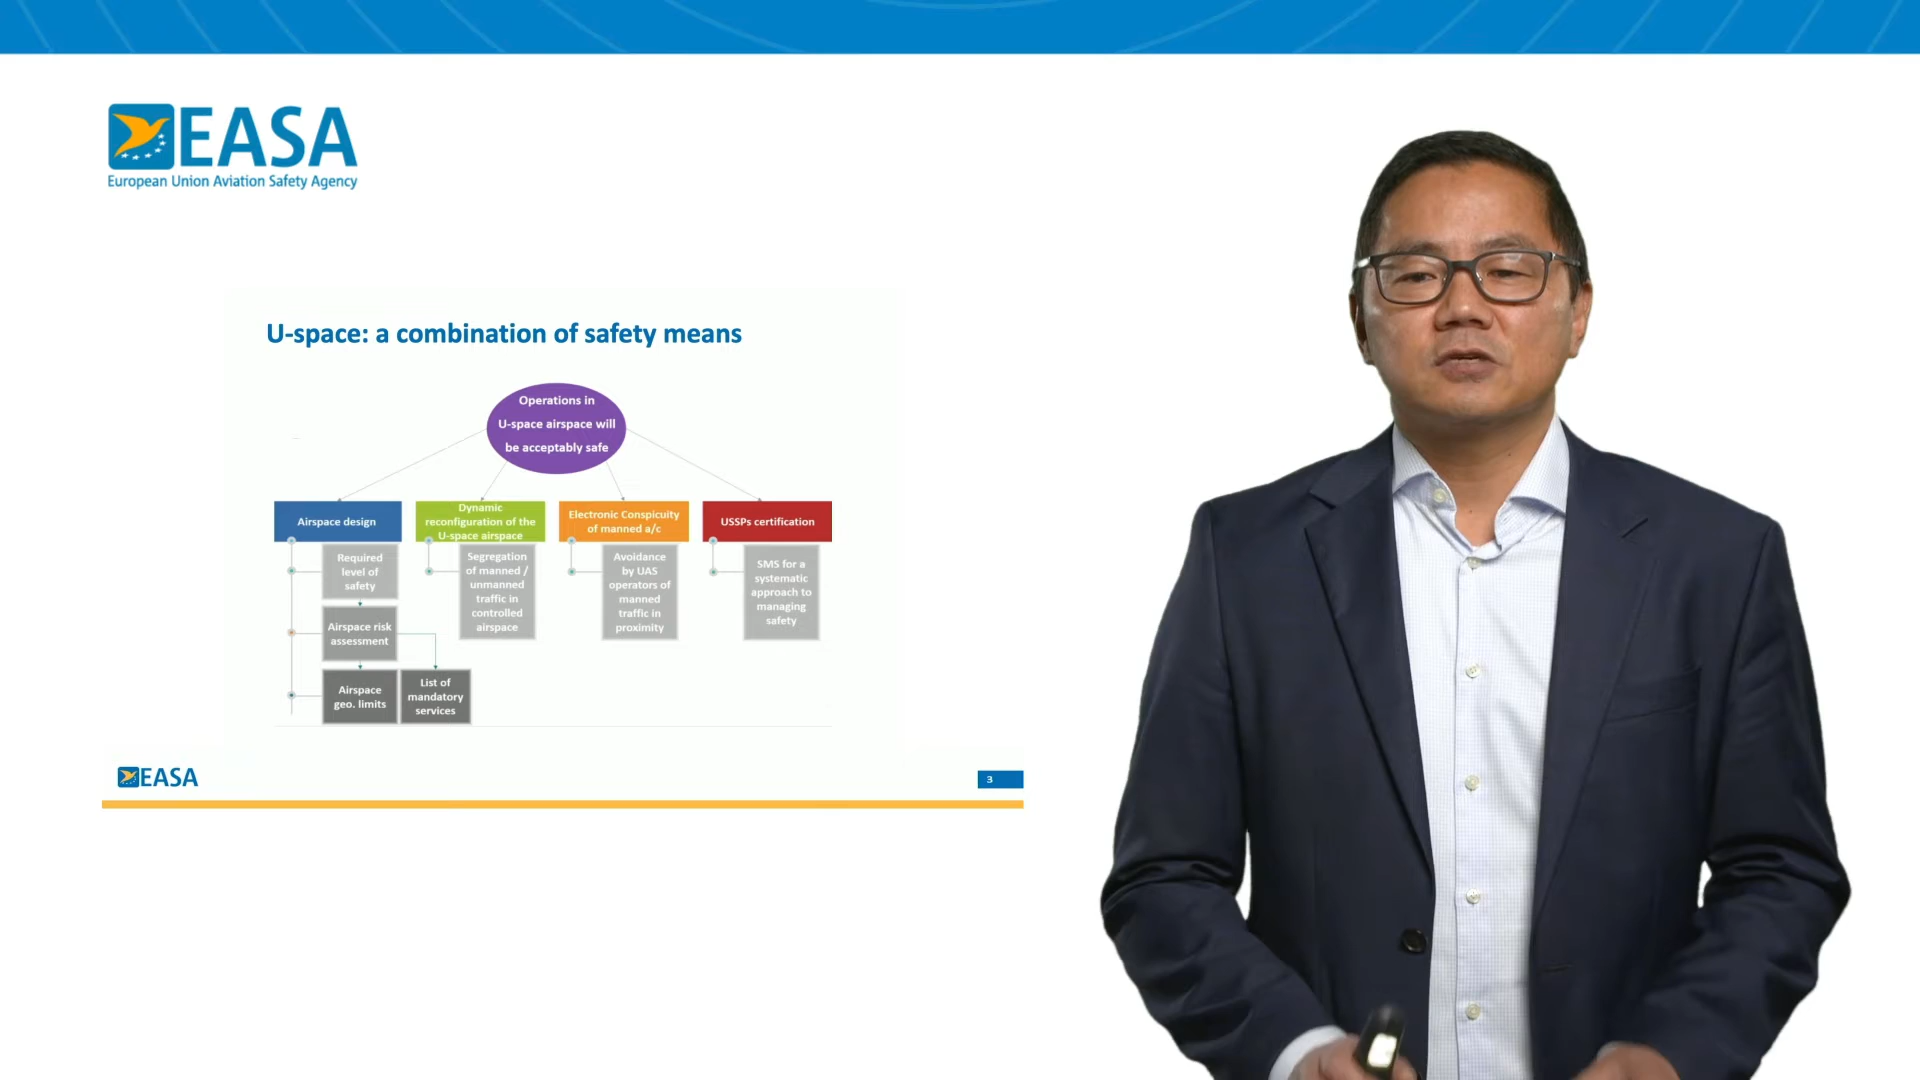 EASA
European Union Aviation Safety Agency
U-space: a combination of safety means
Operations in
U-space airspace will
be acceptably safe
Airspace design
Dynamic
reconfiguration of the
U-space airspace
Electronic Conspicuity
of manned a/c
USSPs certification
Required
level of
safety
Segregation
of manned /
unmanned
traffic in
controlled
airspace
Avoidance
by UAS
operators of
manned
traffic in
proximity
SMS for a
systematic
approach to
managing
safety
Airspace risk
assessment
Airspace
geo. limits
List of
mandatory
services
EASA
3